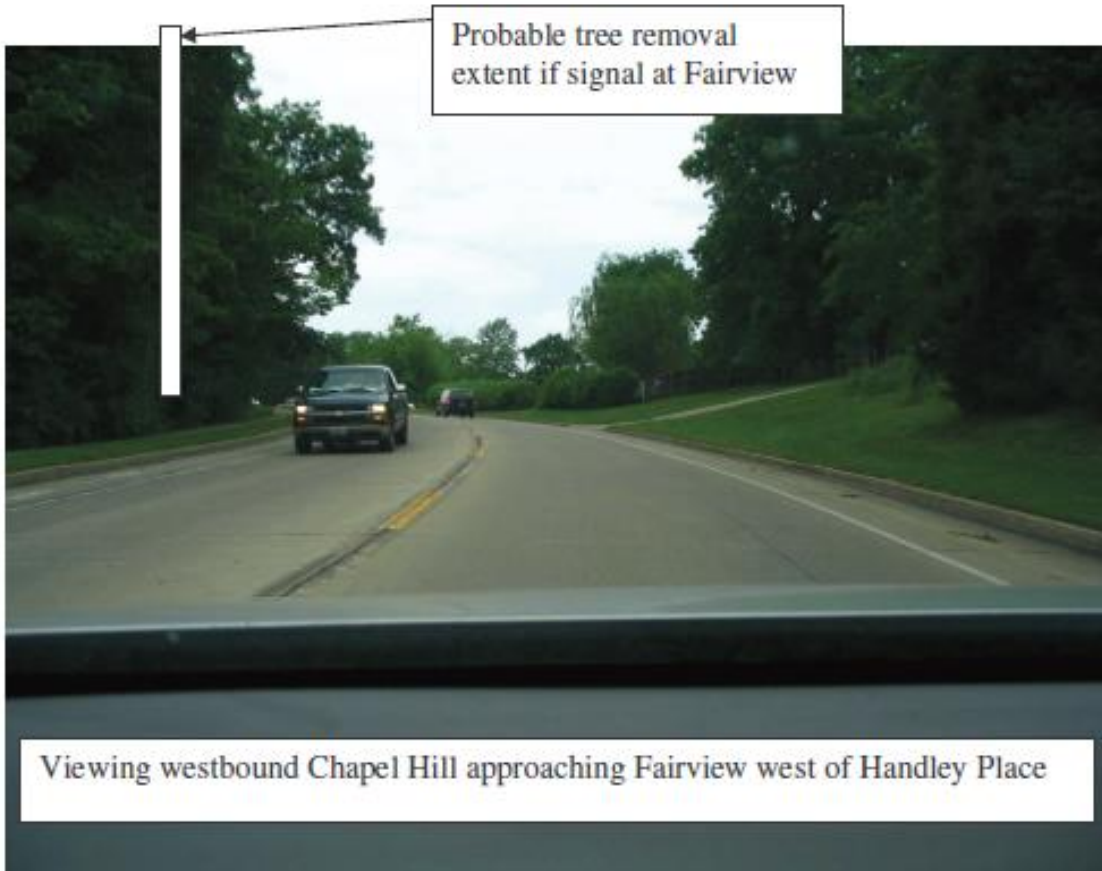 Probable tree removal
extent if signal at Fairview
Viewing westbound Chapel Hill approaching Fairview west of Handley Place